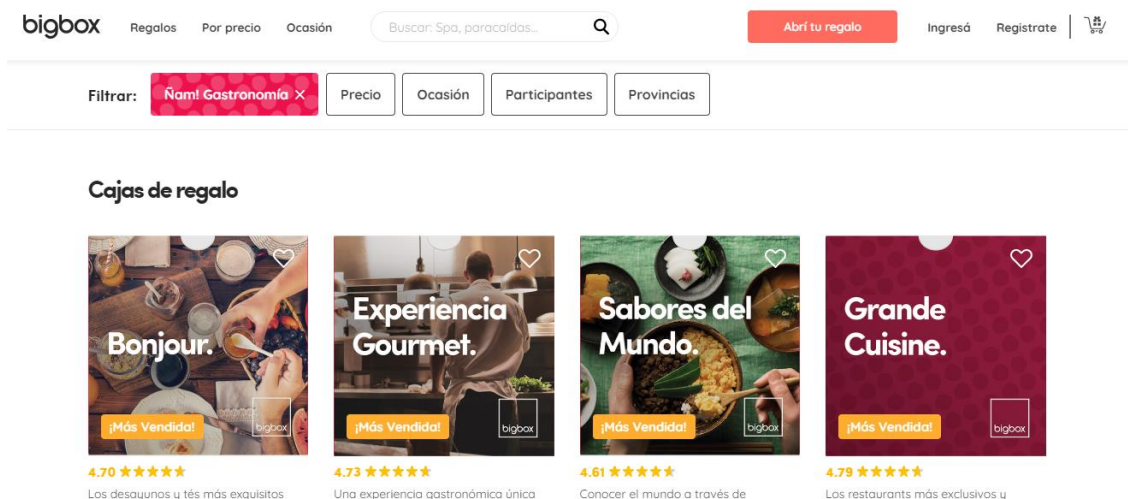 bigbox Regalos Por precio Ocasión Buscar: Spa, paracaídas... Abrí tu regalo Ingresá Registrate
Filtrar: Ñam! Gastronomía × Precio Ocasión Participantes Provincias
Cajas de regalo
Bonjour.
¡Más Vendida!
bigbox
4.70
Los desayunos y tés más exquisitos
Experiencia
Gourmet.
¡Más Vendida!
bigbox
4.73
Una experiencia gastronómica única
Sabores del
Mundo.
¡Más Vendida!
bigbox
4.61
Conocer el mundo a través de
Grande
Cuisine.
¡Más Vendida!
bigbox
4.79
Los restaurants más exclusivos y